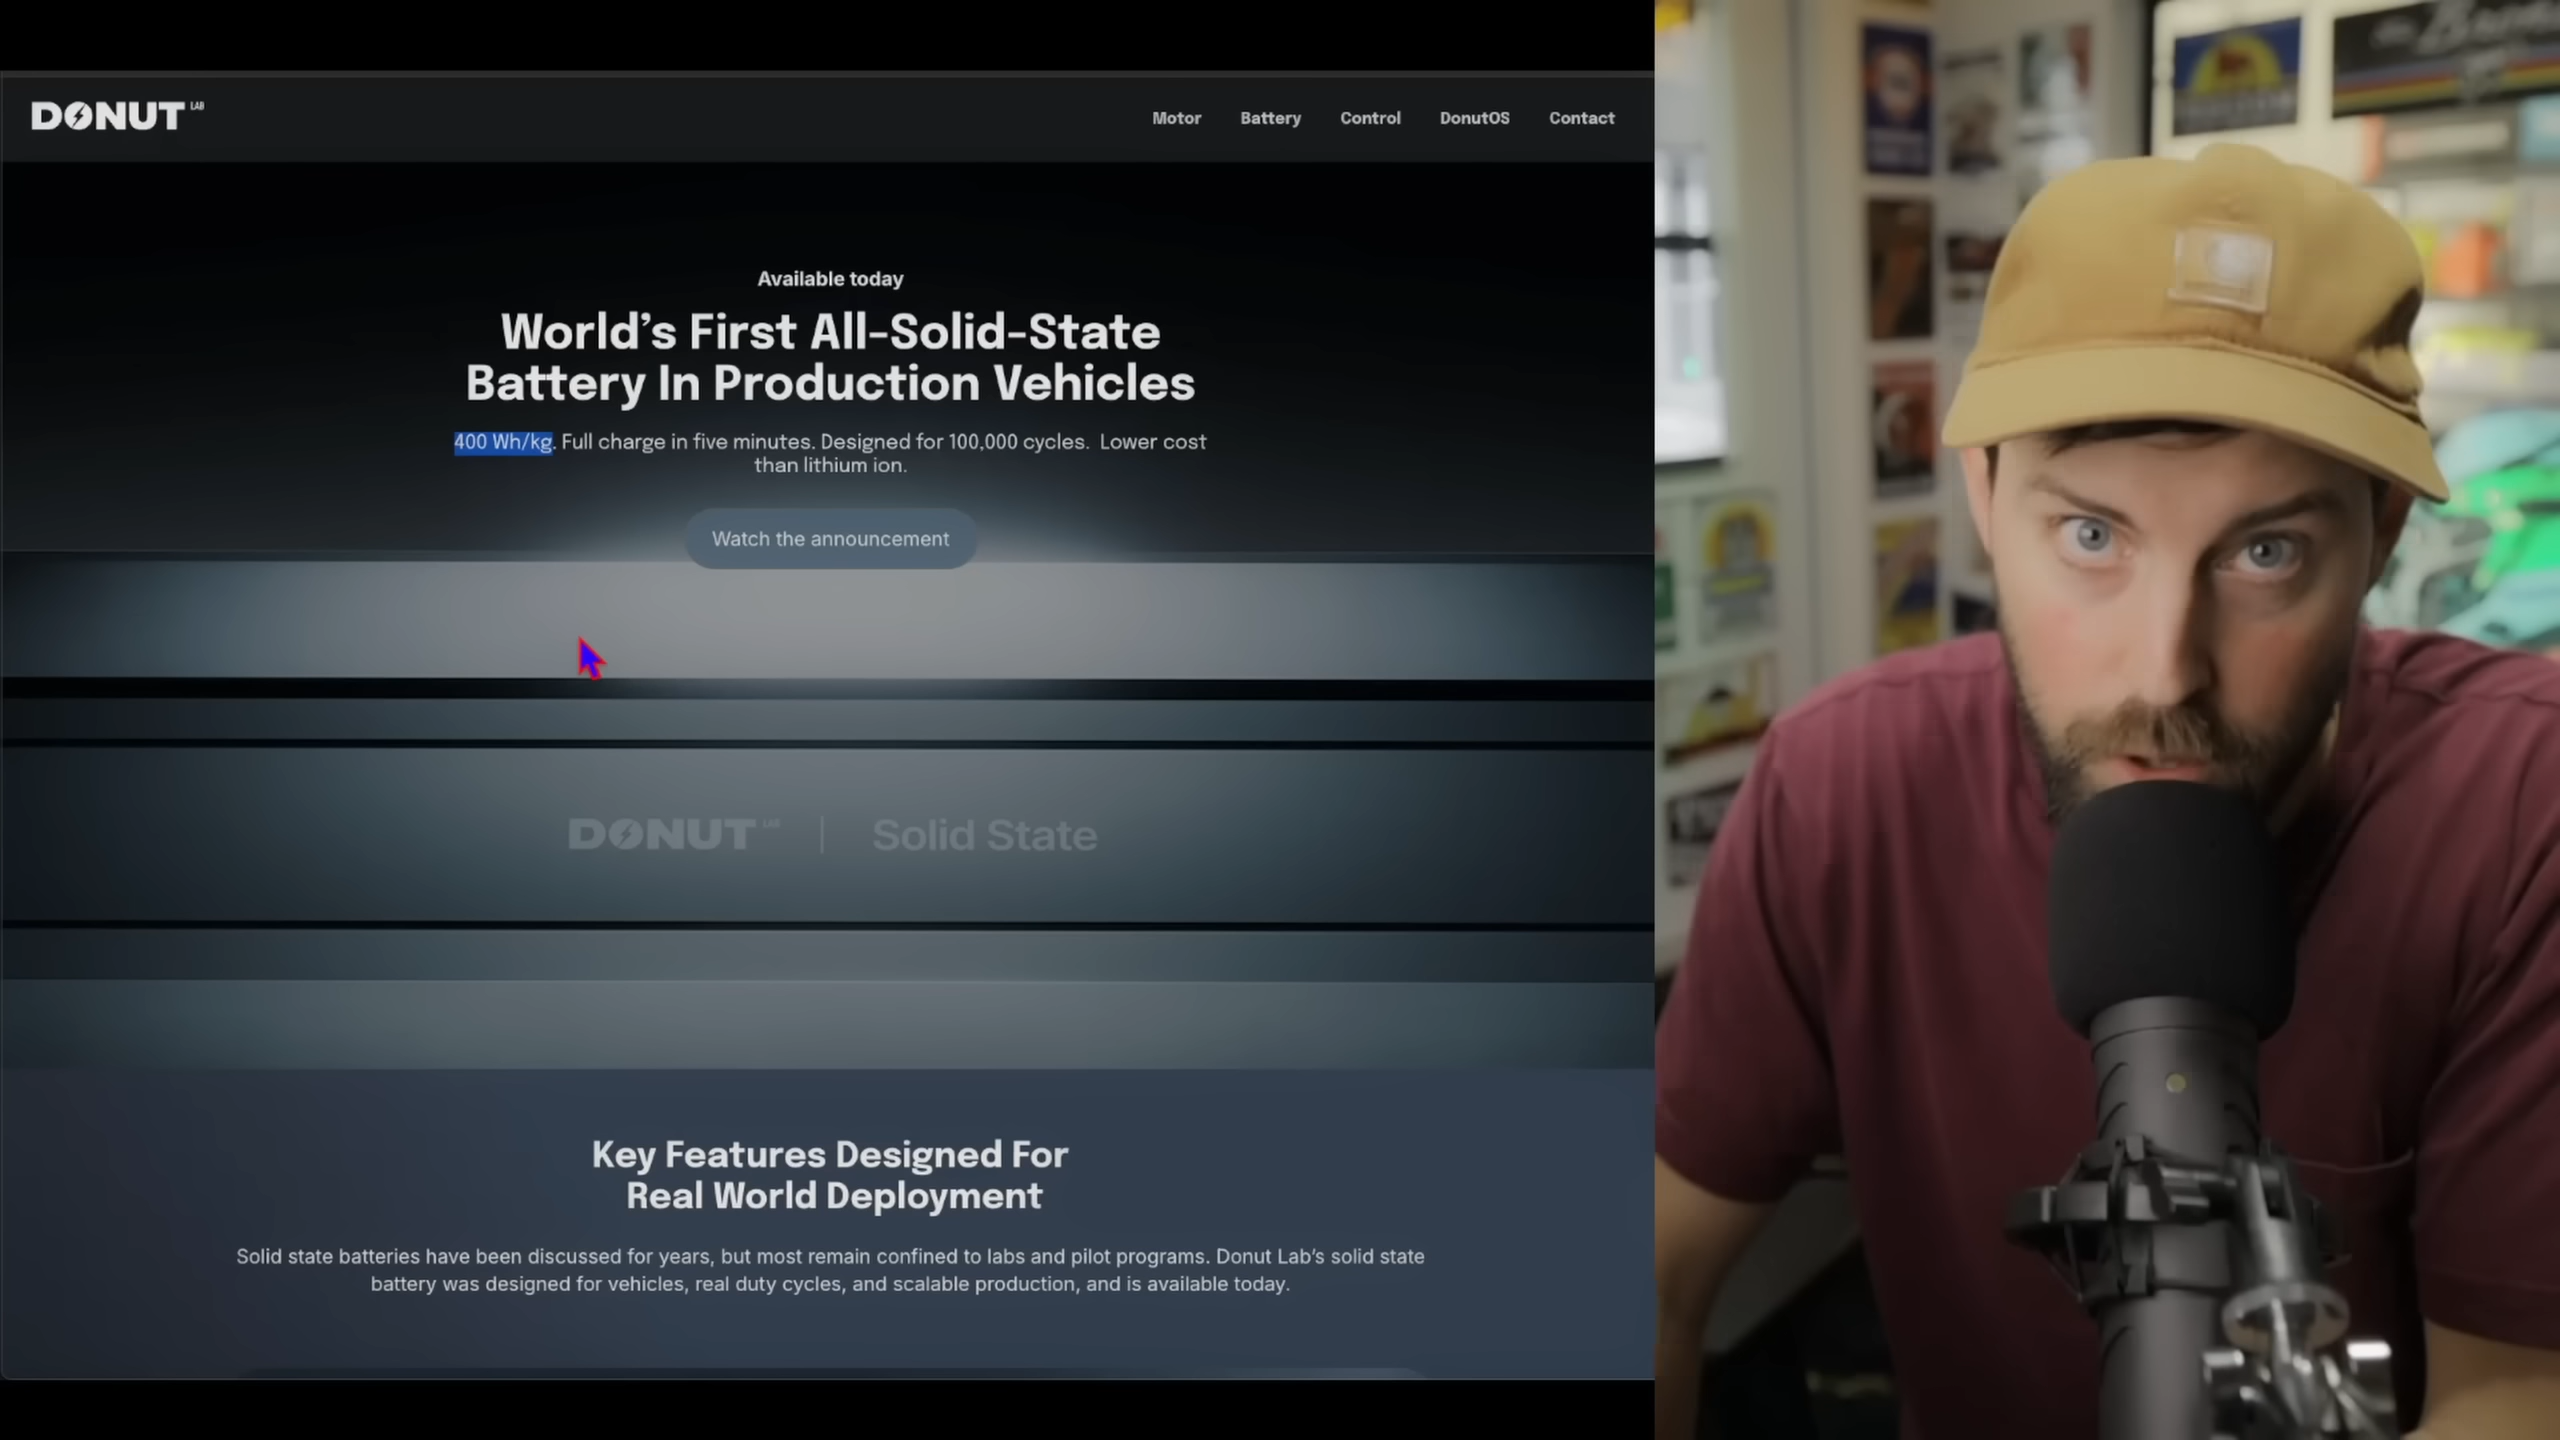 DONUT LAB
Motor Battery Control DonutOS Contact
Available today
World’s First All-Solid-State
Battery In Production Vehicles
400 Wh/kg. Full charge in five minutes. Designed for 100,000 cycles. Lower cost
than lithium ion.
Watch the announcement
DONUT LAB | Solid State
Key Features Designed For
Real World Deployment
Solid state batteries have been discussed for years, but most remain confined to labs and pilot programs. Donut Lab’s solid state
battery was designed for vehicles, real duty cycles, and scalable production, and is available today.